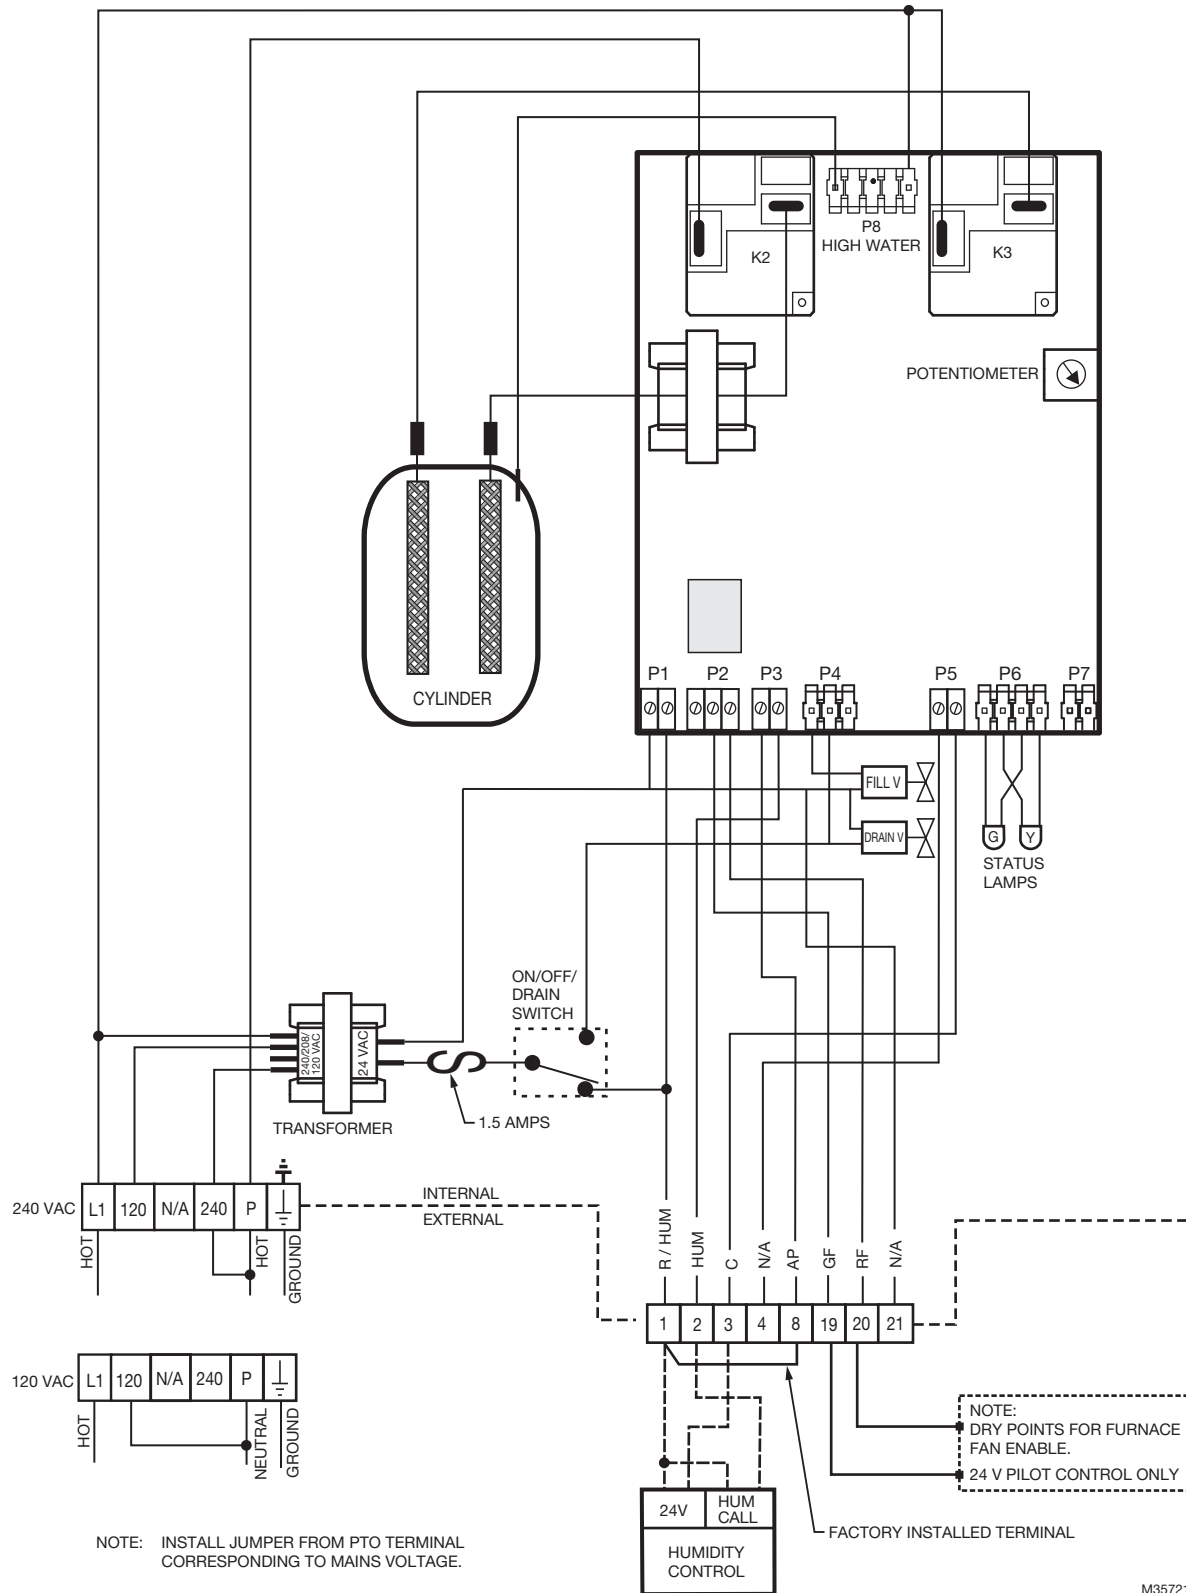 P8
HIGH WATER
K2
K3
POTENTIOMETER
CYLINDER
P1
P2
P3
P4
P5
P6
P7
FILL V
DRAIN V
G
Y
STATUS
LAMPS
ON/OFF/
DRAIN
SWITCH
240/208/
120 VAC
24 VAC
TRANSFORMER
1.5 AMPS
240 VAC
L1
120
N/A
240
P
INTERNAL
EXTERNAL
HOT
HOT
GROUND
R / HUM
HUM
C
N/A
AP
GF
RF
N/A
1
2
3
4
8
19
20
21
120 VAC
L1
120
N/A
240
P
HOT
NEUTRAL
GROUND
NOTE:
DRY POINTS FOR FURNACE
FAN ENABLE.
24 V PILOT CONTROL ONLY
24V
HUM
CALL
HUMIDITY
CONTROL
FACTORY INSTALLED TERMINAL
NOTE: INSTALL JUMPER FROM PTO TERMINAL
CORRESPONDING TO MAINS VOLTAGE.